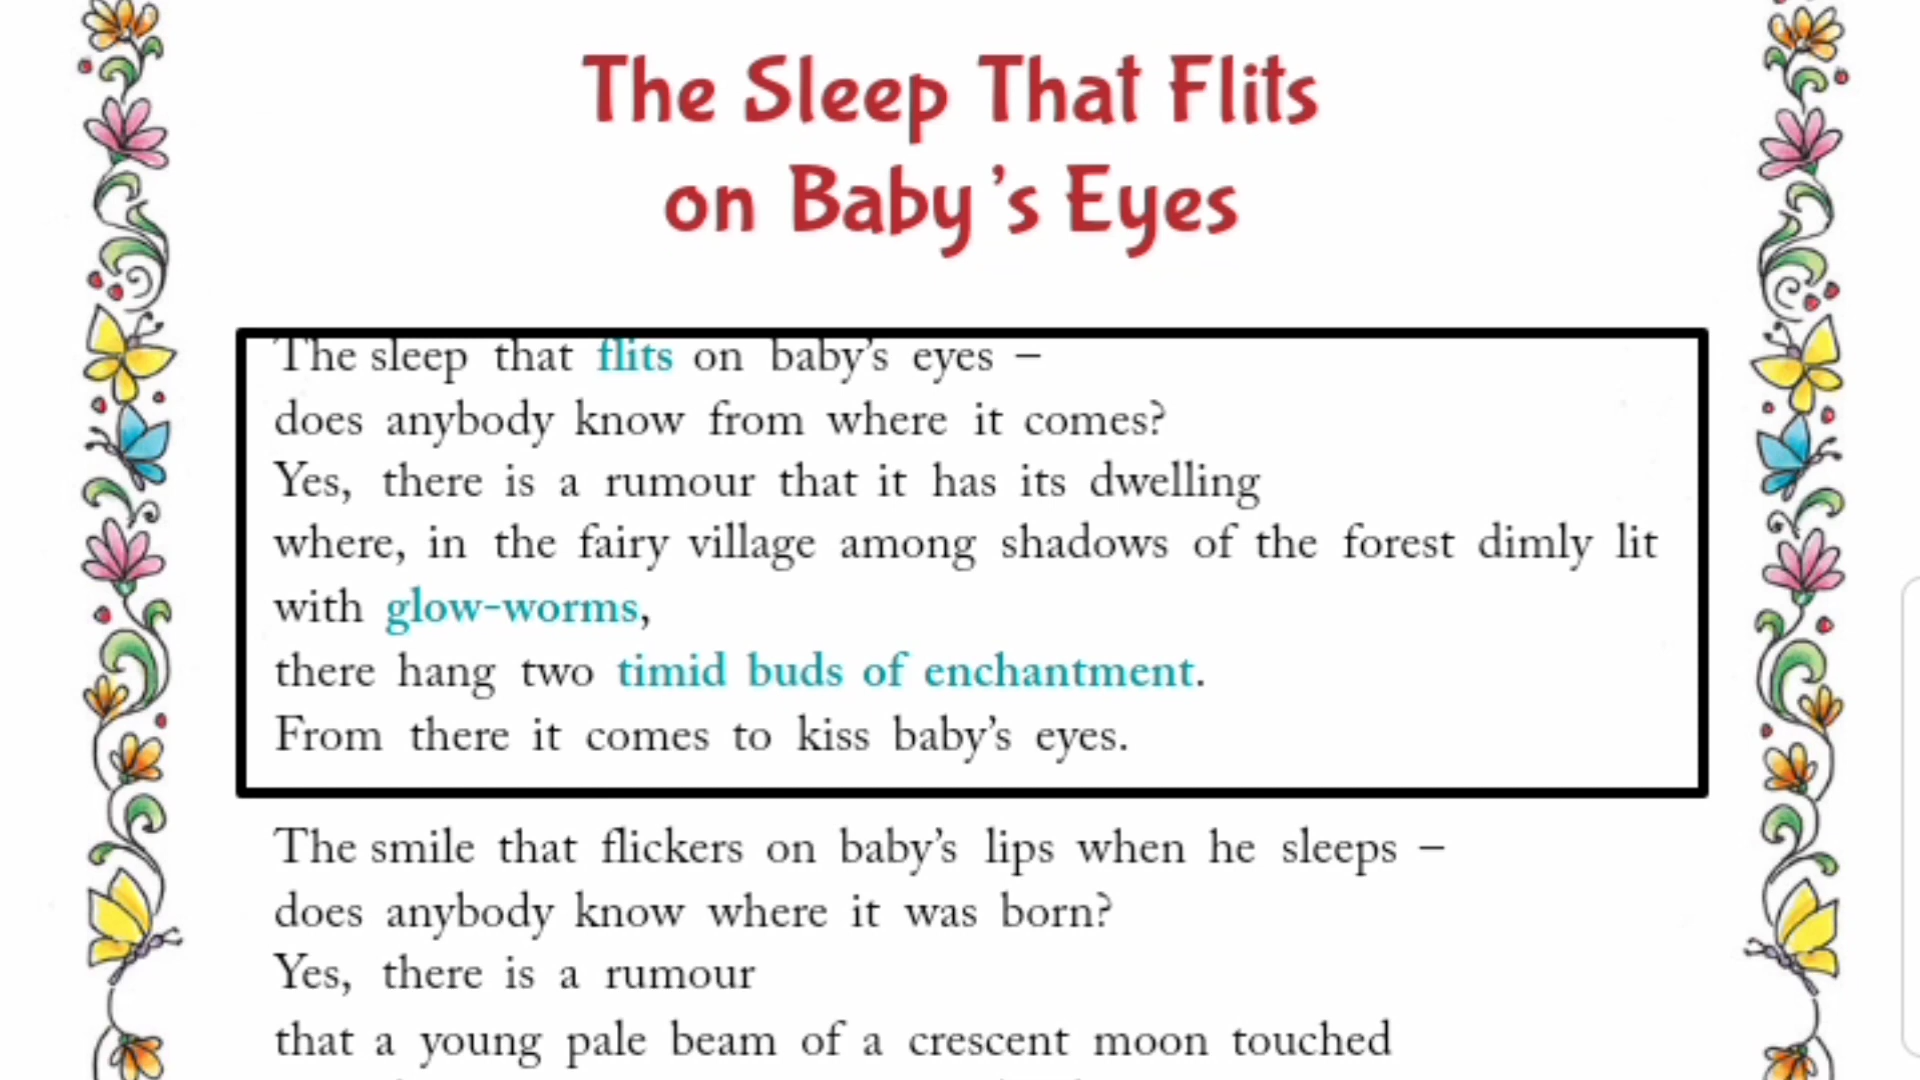 The Sleep That Flits
on Baby's Eyes
The sleep that flits on baby's eyes –
does anybody know from where it comes?
Yes, there is a rumour that it has its dwelling
where, in the fairy village among shadows of the forest dimly lit
with glow-worms,
there hang two timid buds of enchantment.
From there it comes to kiss baby's eyes.
The smile that flickers on baby's lips when he sleeps –
does anybody know where it was born?
Yes, there is a rumour
that a young pale beam of a crescent moon touched